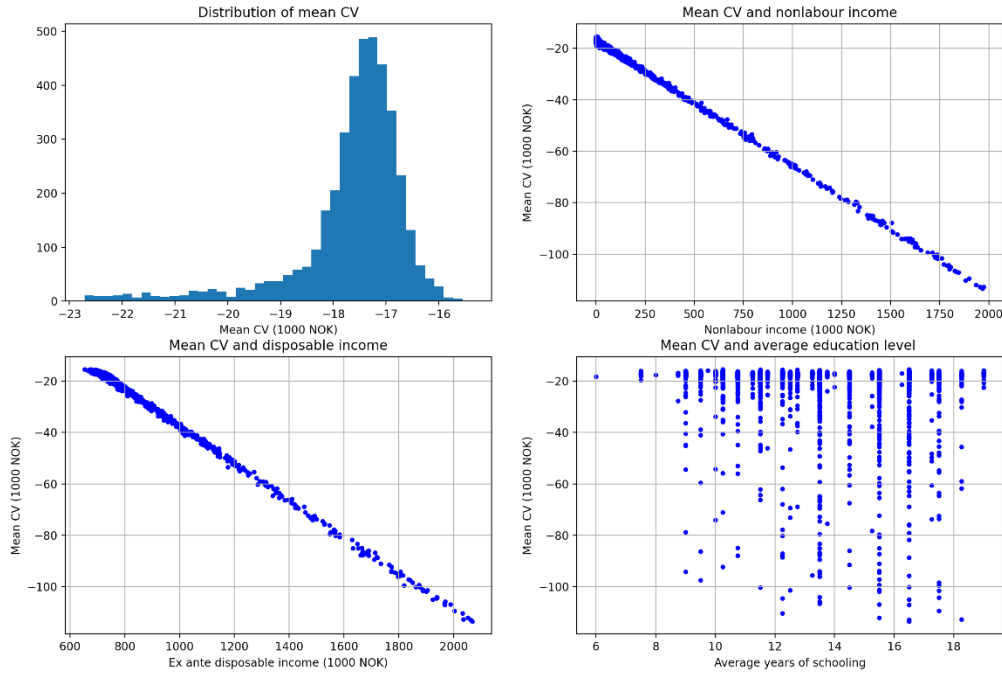 Distribution of mean CV
500
400
300
200
100
0
−23 −22 −21 −20 −19 −18 −17 −16
Mean CV (1000 NOK)
Mean CV and nonlabour income
−20
−40
−60
−80
−100
Mean CV (1000 NOK)
0 250 500 750 1000 1250 1500 1750 2000
Nonlabour income (1000 NOK)
Mean CV and disposable income
−20
−40
−60
−80
−100
Mean CV (1000 NOK)
600 800 1000 1200 1400 1600 1800 2000
Ex ante disposable income (1000 NOK)
Mean CV and average education level
−20
−40
−60
−80
−100
Mean CV (1000 NOK)
6 8 10 12 14 16 18
Average years of schooling